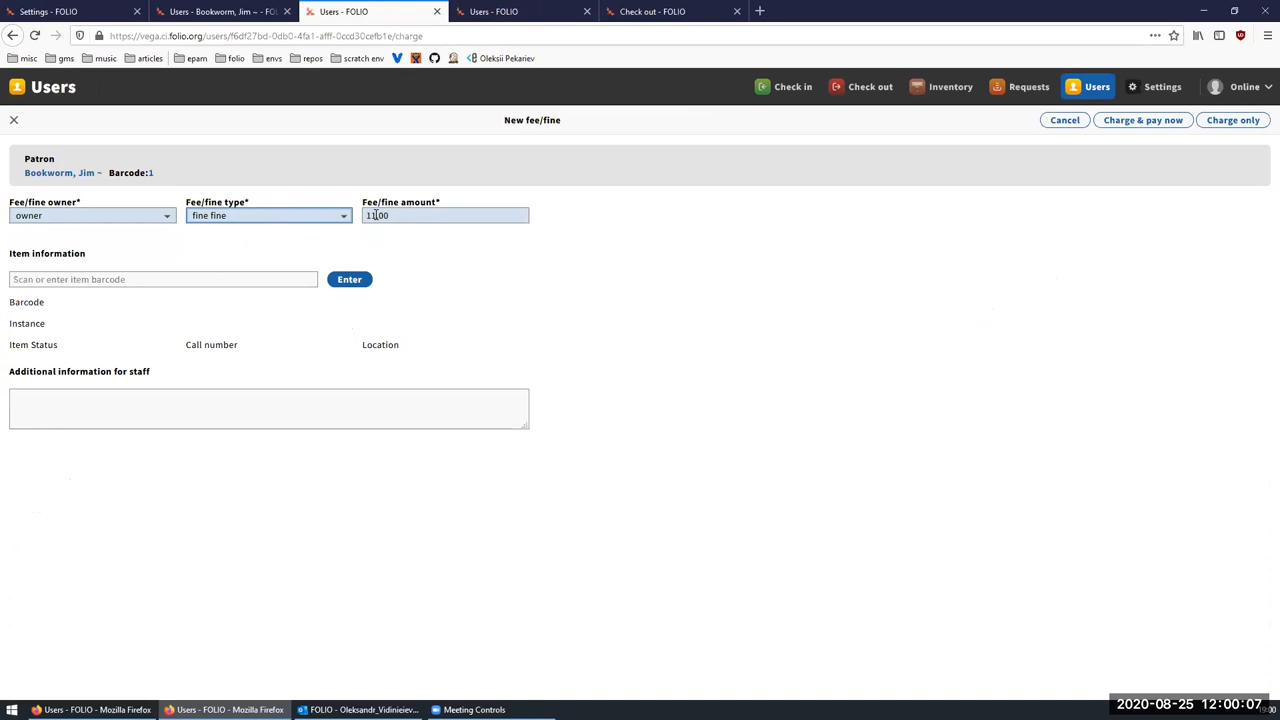 Settings - FOLIO
Users - Bookworm, Jim ~ - FO
Users - FOLIO
Users - FOLIO
Check out - FOLIO
https://vega.ci.folio.org/users/f6df27bd-0db0-4fa1-afff-0ccd30cefb1e/charge
misc
gms
music
articles
epam
folio
envs
repos
scratch env
Oleksii Pekariev
Users
Check in
Check out
Inventory
Requests
Users
Settings
Online
New fee/fine
Cancel
Charge & pay now
Charge only
Patron
Bookworm, Jim ~ Barcode:1
Fee/fine owner*
Fee/fine type*
Fee/fine amount*
owner
fine fine
11.00
Item information
Scan or enter item barcode
Enter
Barcode
Instance
Item Status
Call number
Location
Additional information for staff
Users - FOLIO - Mozilla Firefox
Users - FOLIO - Mozilla Firefox
FOLIO - Oleksandr_Vidinieiev...
Meeting Controls
2020-08-25 12:00:07